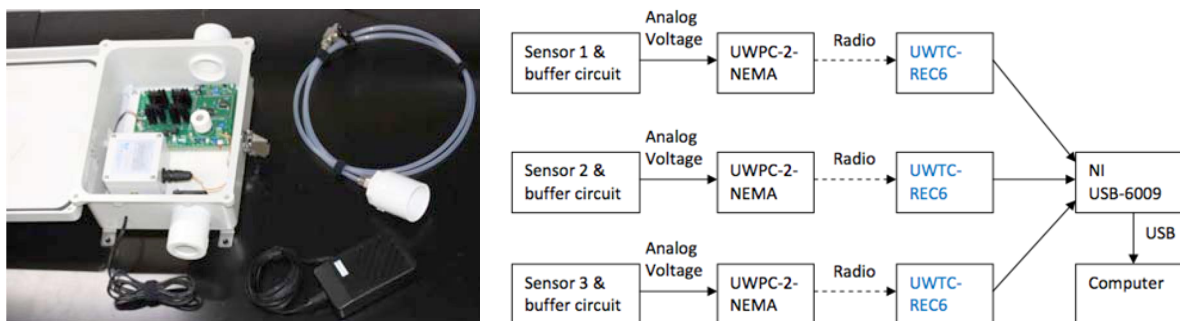 Sensor 1 &
buffer circuit
Analog
Voltage
UWPC-2-
NEMA
Radio
UWTC-
REC6
Sensor 2 &
buffer circuit
Analog
Voltage
UWPC-2-
NEMA
Radio
UWTC-
REC6
NI
USB-6009
USB
Sensor 3 &
buffer circuit
Analog
Voltage
UWPC-2-
NEMA
Radio
UWTC-
REC6
Computer